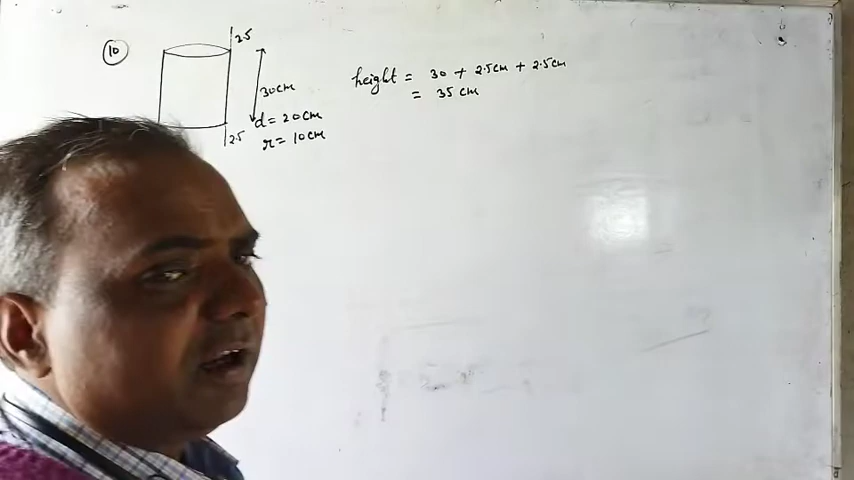 10
2.5
30cm
d = 20cm
2.5
r = 10cm
height = 30 + 2.5cm + 2.5cm
= 35 cm